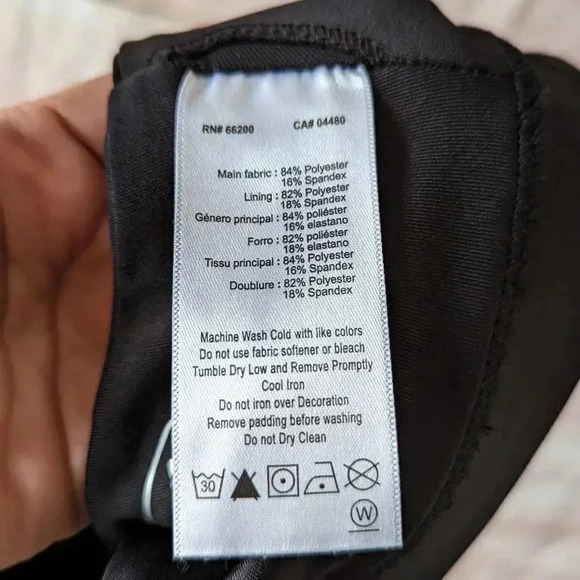 RN# 66200 CA# 04480
Main fabric : 84% Polyester
16% Spandex
Lining : 82% Polyester
18% Spandex
Género principal : 84% poliéster
16% elastano
Forro : 82% poliéster
18% elastano
Tissu principal : 84% Polyester
16% Spandex
Doublure : 82% Polyester
18% Spandex
Machine Wash Cold with like colors
Do not use fabric softener or bleach
Tumble Dry Low and Remove Promptly
Cool Iron
Do not iron over Decoration
Remove padding before washing
Do not Dry Clean
30
W